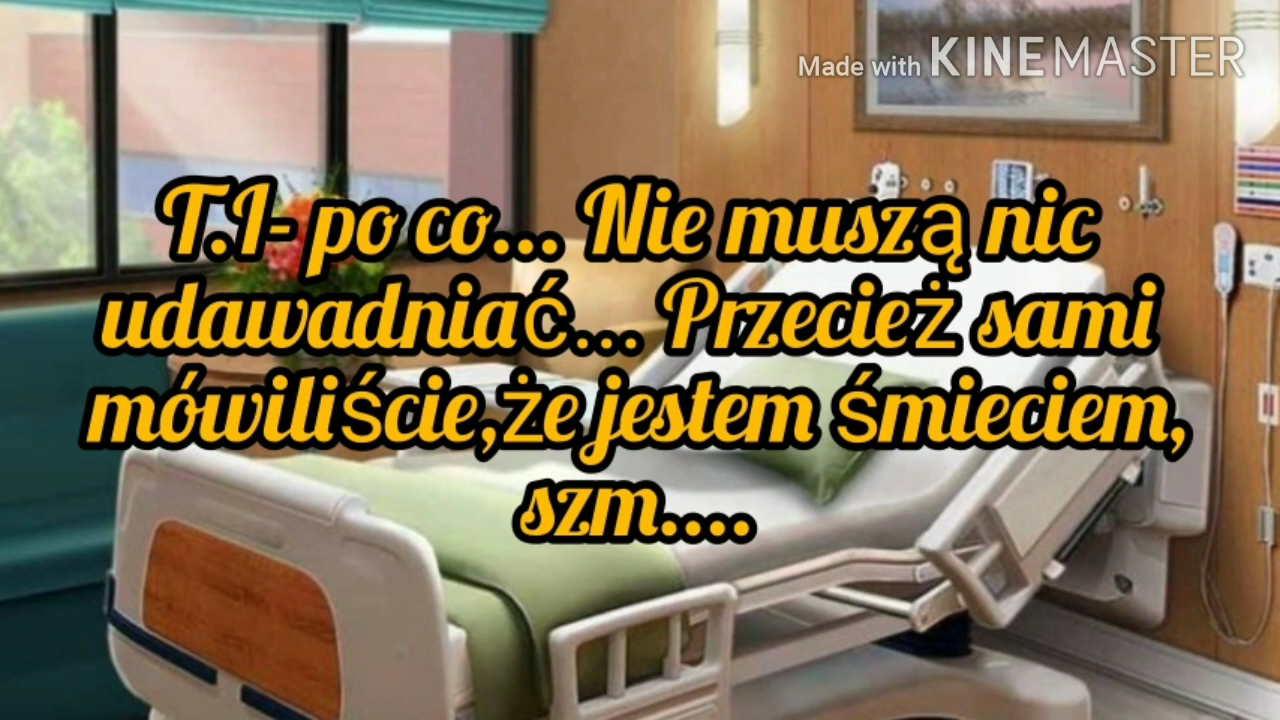 Made with KINEMASTER
T.I- po co... Nie muszą nic
udawadniać... Przecież sami
mówiliście,że jestem śmieciem,
szm....